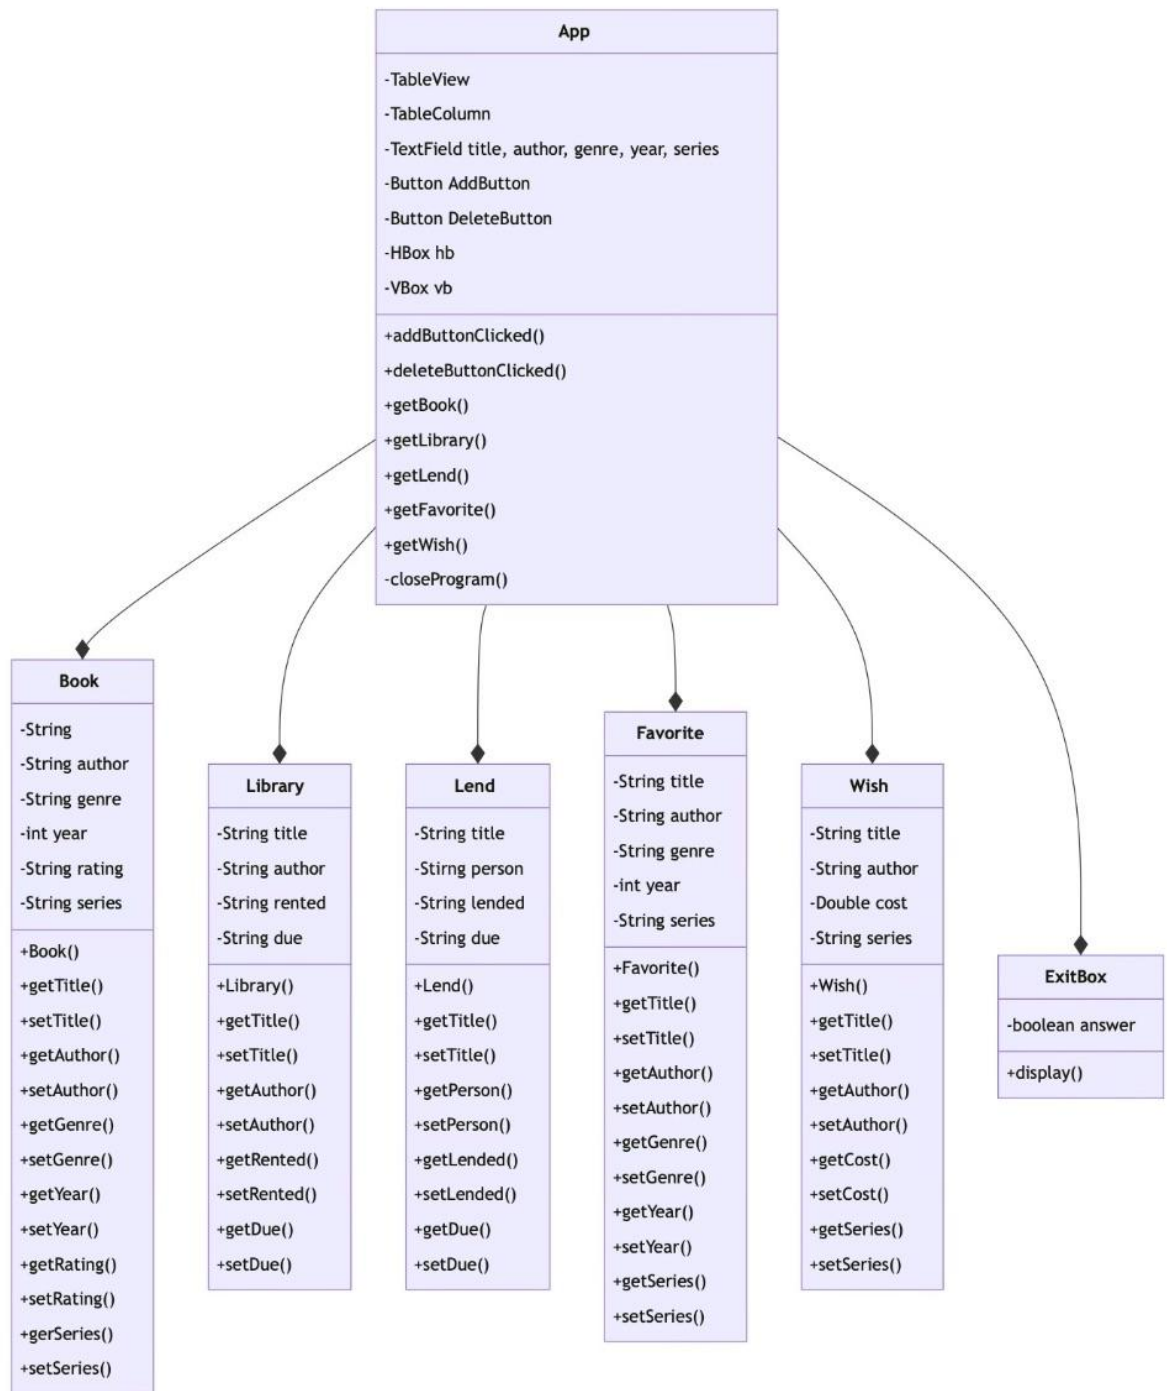 App
-TableView
-TableColumn
-TextField title, author, genre, year, series
-Button AddButton
-Button DeleteButton
-HBox hb
-VBox vb
+addButtonClicked()
+deleteButtonClicked()
+getBook()
+getLibrary()
+getLend()
+getFavorite()
+getWish()
-closeProgram()
Book
-String
-String author
-String genre
-int year
-String rating
-String series
+Book()
+getTitle()
+setTitle()
+getAuthor()
+setAuthor()
+getGenre()
+setGenre()
+getYear()
+setYear()
+getRating()
+setRating()
+gerSeries()
+setSeries()
Library
-String title
-String author
-String rented
-String due
+Library()
+getTitle()
+setTitle()
+getAuthor()
+setAuthor()
+getRented()
+setRented()
+getDue()
+setDue()
Lend
-String title
-Stirng person
-String lended
-String due
+Lend()
+getTitle()
+setTitle()
+getPerson()
+setPerson()
+getLended()
+setLended()
+getDue()
+setDue()
Favorite
-String title
-String author
-String genre
-int year
-String series
+Favorite()
+getTitle()
+setTitle()
+getAuthor()
+setAuthor()
+getGenre()
+setGenre()
+getYear()
+setYear()
+getSeries()
+setSeries()
Wish
-String title
-String author
-Double cost
-String series
+Wish()
+getTitle()
+setTitle()
+getAuthor()
+setAuthor()
+getCost()
+setCost()
+getSeries()
+setSeries()
ExitBox
-boolean answer
+display()